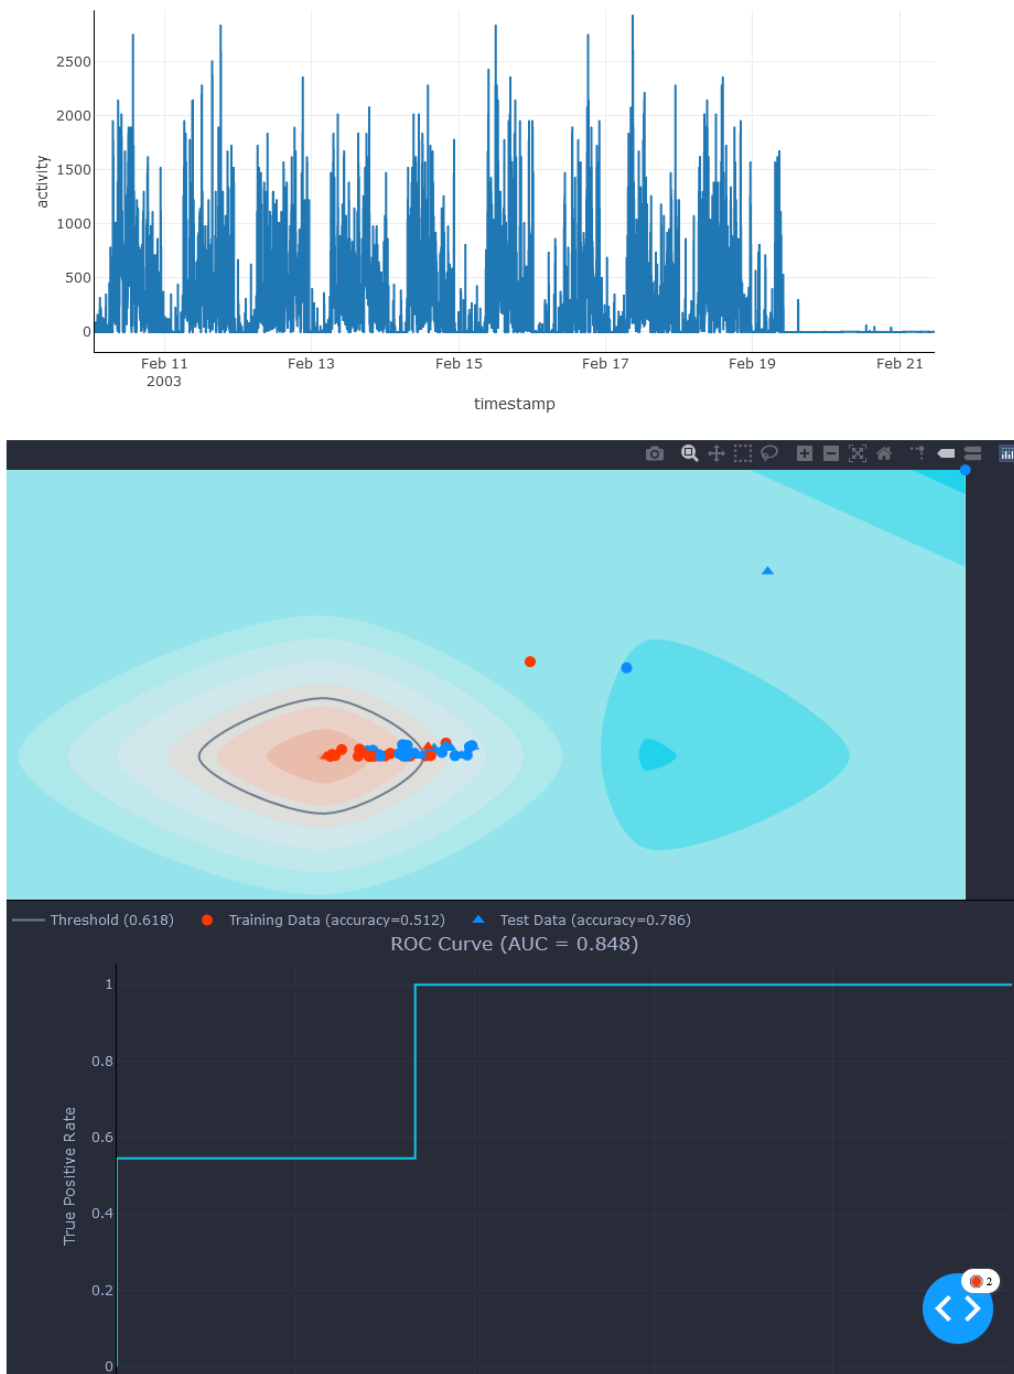 2500
2000
1500
1000
500
0
activity
Feb 11
2003
Feb 13
Feb 15
Feb 17
Feb 19
Feb 21
timestamp
Threshold (0.618)
Training Data (accuracy=0.512)
Test Data (accuracy=0.786)
ROC Curve (AUC = 0.848)
1
0.8
0.6
0.4
0.2
0
True Positive Rate
2